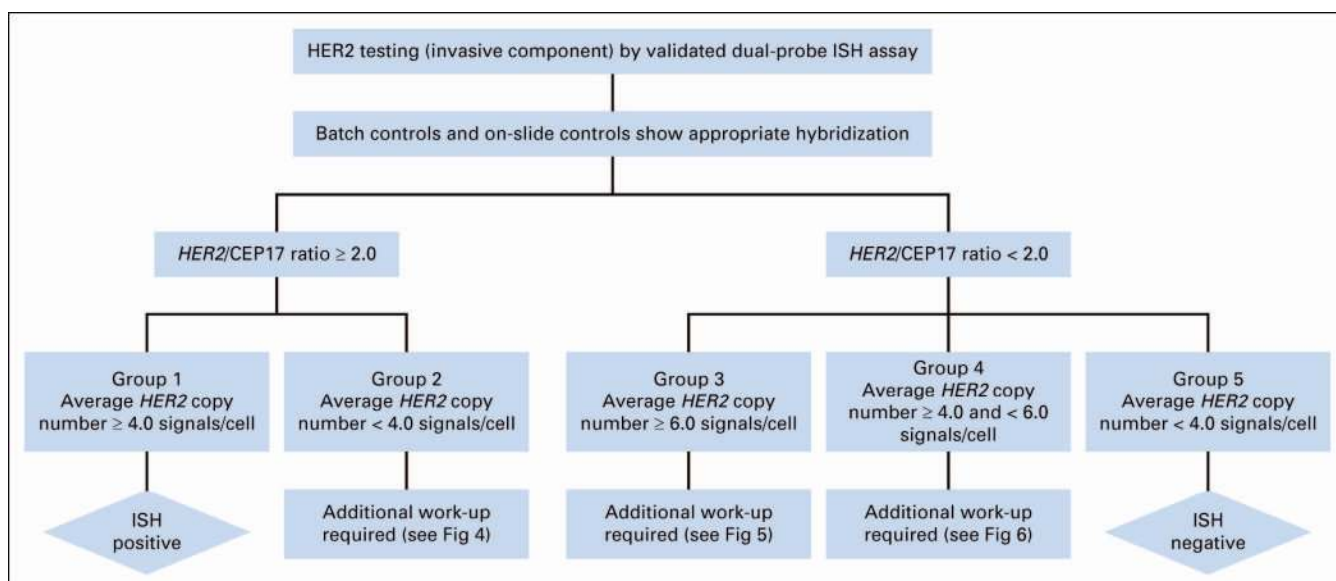 HER2 testing (invasive component) by validated dual-probe ISH assay
Batch controls and on-slide controls show appropriate hybridization
HER2/CEP17 ratio ≥ 2.0
HER2/CEP17 ratio < 2.0
Group 1
Average HER2 copy
number ≥ 4.0 signals/cell
Group 2
Average HER2 copy
number < 4.0 signals/cell
Group 3
Average HER2 copy
number ≥ 6.0 signals/cell
Group 4
Average HER2 copy
number ≥ 4.0 and < 6.0
signals/cell
Group 5
Average HER2 copy
number < 4.0 signals/cell
ISH
positive
Additional work-up
required (see Fig 4)
Additional work-up
required (see Fig 5)
Additional work-up
required (see Fig 6)
ISH
negative